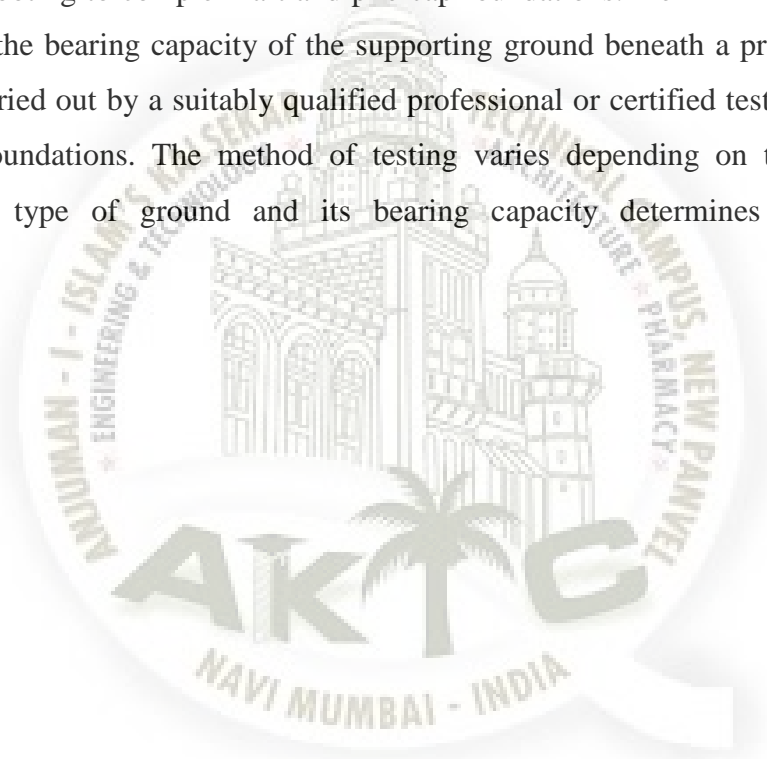 the bearing capacity of the supporting ground beneath a pr
ried out by a suitably qualified professional or certified test
oundations. The method of testing varies depending on t
type of ground and its bearing capacity determines
ANJUMAN - I - ISLAM'S KALSEKAR TECHNICAL CAMPUS, NEW PANVEL
ENGINEERING & TECHNOLOGY ARCHITECTURE PHARMACY
AKTC
NAVI MUMBAI - INDIA